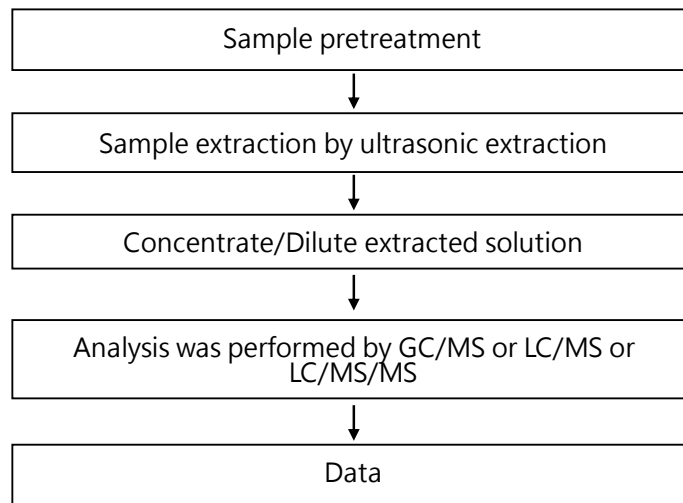 Sample pretreatment
Sample extraction by ultrasonic extraction
Concentrate/Dilute extracted solution
Analysis was performed by GC/MS or LC/MS or
LC/MS/MS
Data